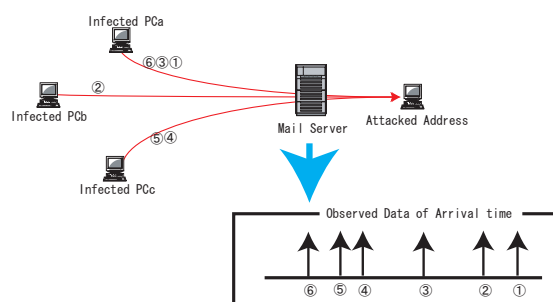 Infected PCa
⑥③①
②
Infected PCb
Mail Server
Attacked Address
⑤④
Infected PCc
Observed Data of Arrival time
⑥ ⑤ ④ ③ ② ①